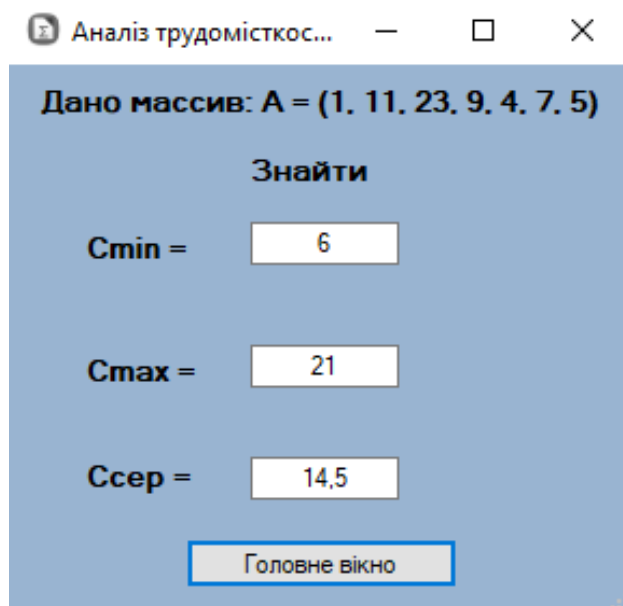 Аналіз трудомісткос...
Дано массив: A = (1, 11, 23, 9, 4, 7, 5)
Знайти
Cmin = 6
Cmax = 21
Ccep = 14,5
Головне вікно